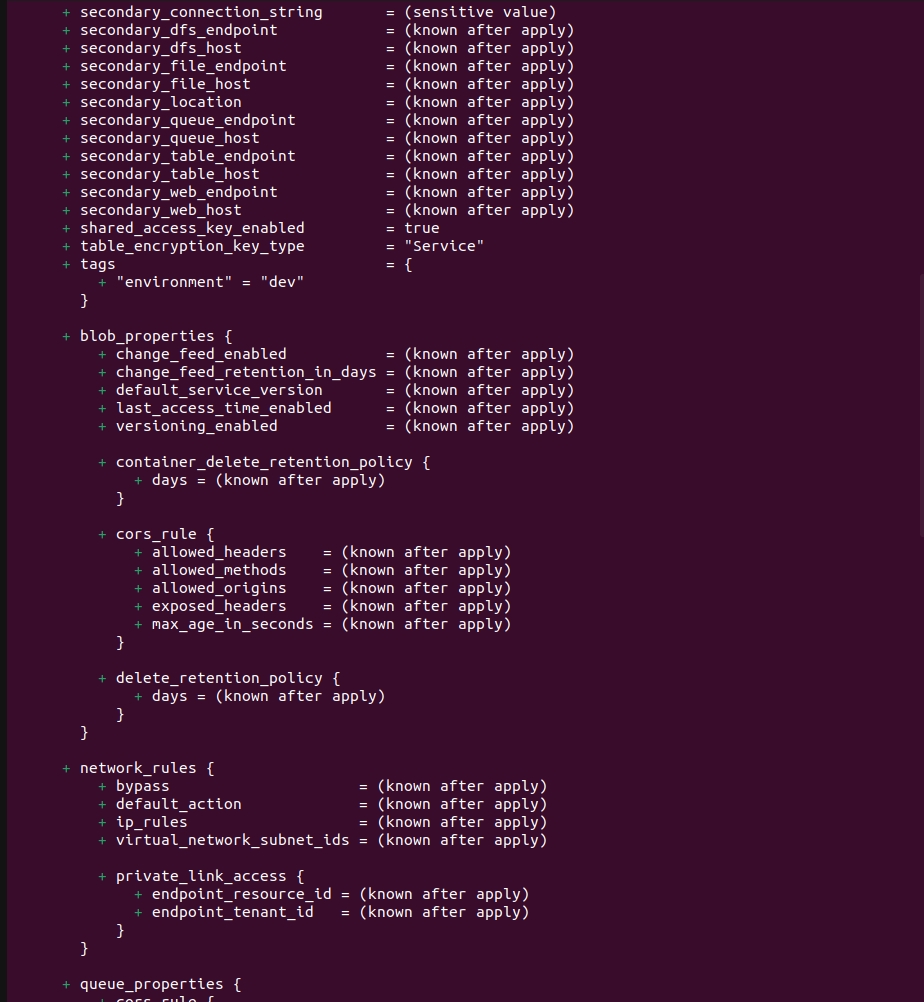 + secondary_connection_string       = (sensitive value)
+ secondary_dfs_endpoint            = (known after apply)
+ secondary_dfs_host                = (known after apply)
+ secondary_file_endpoint           = (known after apply)
+ secondary_file_host               = (known after apply)
+ secondary_location                = (known after apply)
+ secondary_queue_endpoint          = (known after apply)
+ secondary_queue_host              = (known after apply)
+ secondary_table_endpoint          = (known after apply)
+ secondary_table_host              = (known after apply)
+ secondary_web_endpoint            = (known after apply)
+ secondary_web_host                = (known after apply)
+ shared_access_key_enabled         = true
+ table_encryption_key_type         = "Service"
+ tags                              = {
    + "environment" = "dev"
  }

+ blob_properties {
    + change_feed_enabled           = (known after apply)
    + change_feed_retention_in_days = (known after apply)
    + default_service_version       = (known after apply)
    + last_access_time_enabled      = (known after apply)
    + versioning_enabled            = (known after apply)

    + container_delete_retention_policy {
        + days = (known after apply)
      }

    + cors_rule {
        + allowed_headers    = (known after apply)
        + allowed_methods    = (known after apply)
        + allowed_origins    = (known after apply)
        + exposed_headers    = (known after apply)
        + max_age_in_seconds = (known after apply)
      }

    + delete_retention_policy {
        + days = (known after apply)
      }
  }

+ network_rules {
    + bypass                     = (known after apply)
    + default_action             = (known after apply)
    + ip_rules                   = (known after apply)
    + virtual_network_subnet_ids = (known after apply)

    + private_link_access {
        + endpoint_resource_id = (known after apply)
        + endpoint_tenant_id   = (known after apply)
      }
  }

+ queue_properties {
    + cors_rule {